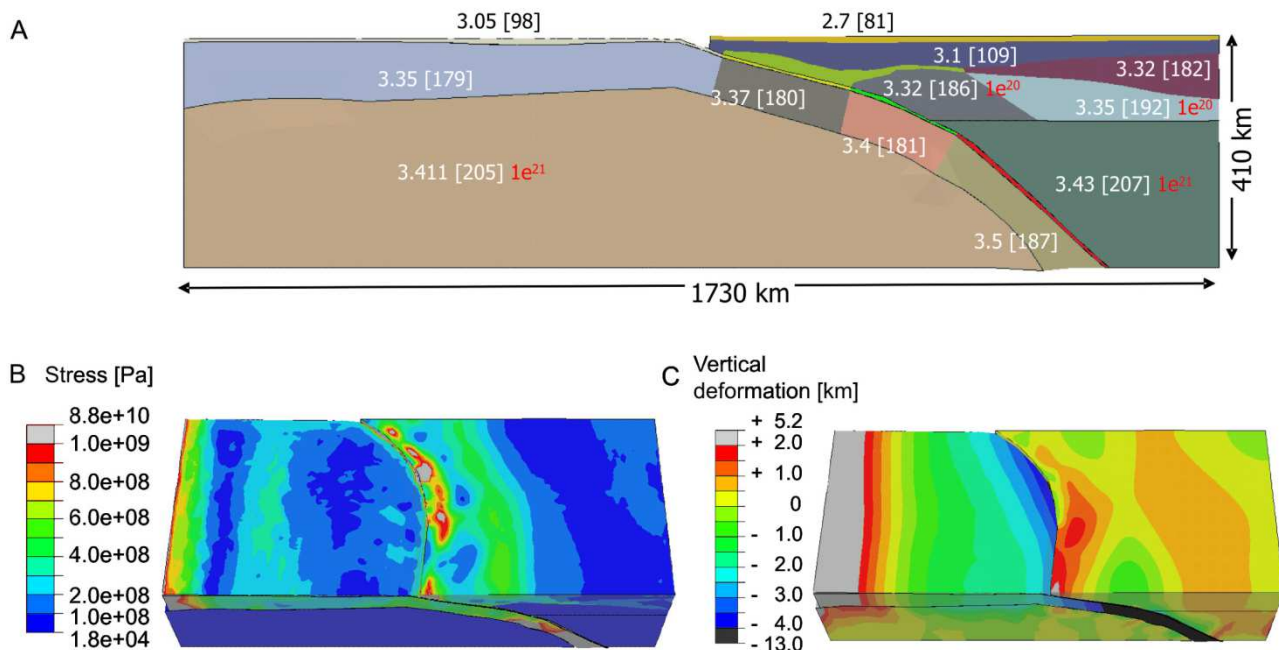 A
3.05 [98]
2.7 [81]
3.1 [109]
3.35 [179]
3.32 [182]
3.37 [180]
3.32 [186] 1e²⁰
3.35 [192] 1e²⁰
3.4 [181]
3.411 [205] 1e²¹
3.43 [207] 1e²¹
3.5 [187]
410 km
1730 km
B Stress [Pa]
8.8e+10
1.0e+09
8.0e+08
6.0e+08
4.0e+08
2.0e+08
1.0e+08
1.8e+04
C Vertical
deformation [km]
+ 5.2
+ 2.0
+ 1.0
0
- 1.0
- 2.0
- 3.0
- 4.0
- 13.0